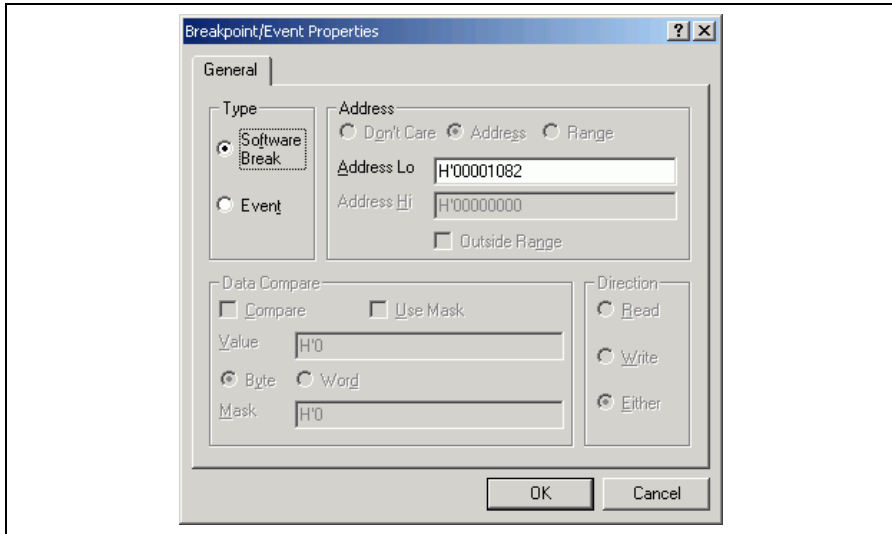 Breakpoint/Event Properties
General
Type
Software
Break
Event
Address
Don't Care Address Range
Address Lo H'00001082
Address Hi H'00000000
Outside Range
Data Compare
Compare Use Mask
Value H'0
Byte Word
Mask H'0
Direction
Read
Write
Either
OK Cancel